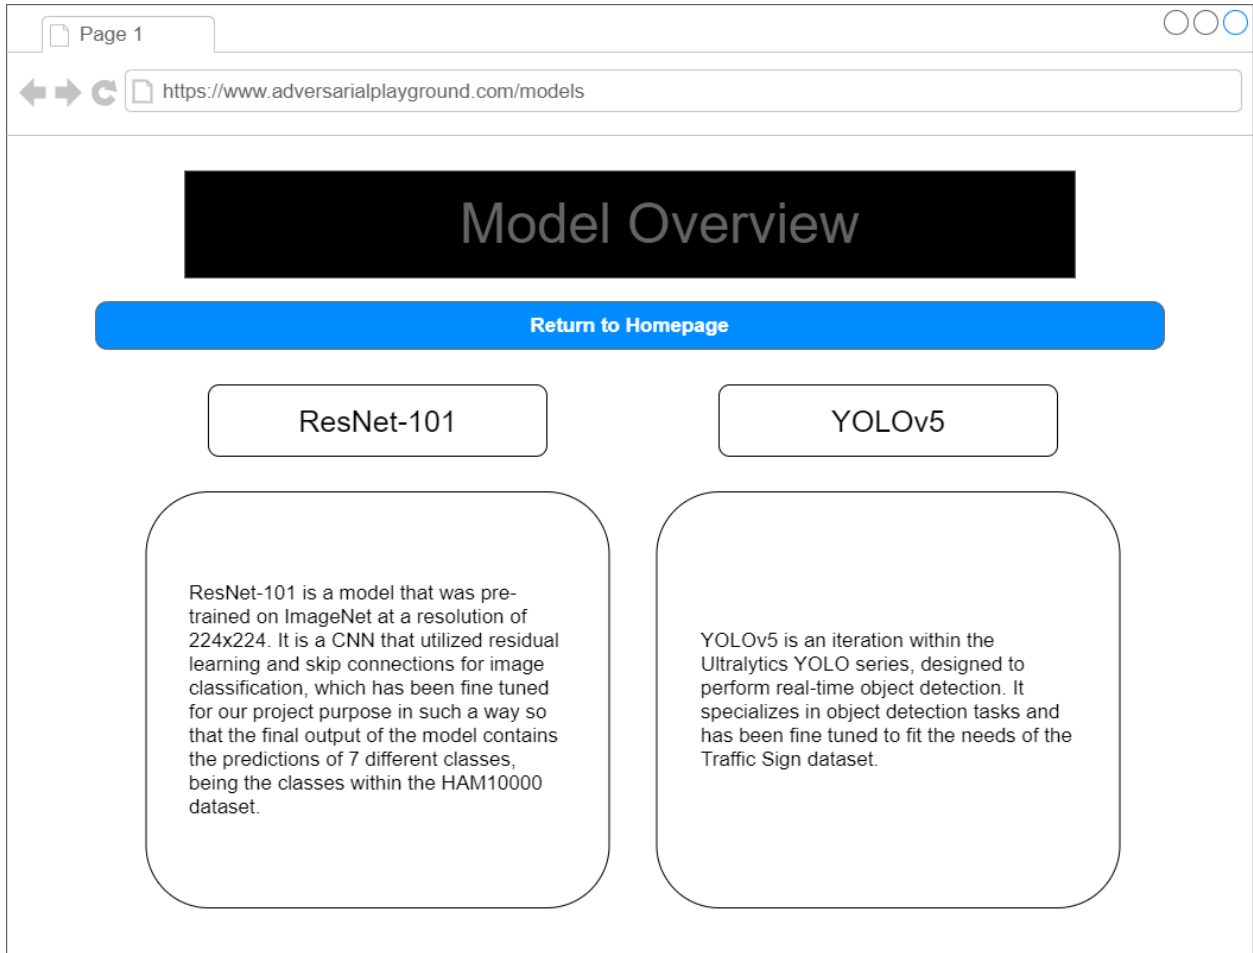 Page 1
https://www.adversarialplayground.com/models
Model Overview
Return to Homepage
ResNet-101
YOLOv5
ResNet-101 is a model that was pre-
trained on ImageNet at a resolution of
224x224. It is a CNN that utilized residual
learning and skip connections for image
classification, which has been fine tuned
for our project purpose in such a way so
that the final output of the model contains
the predictions of 7 different classes,
being the classes within the HAM10000
dataset.
YOLOv5 is an iteration within the
Ultralytics YOLO series, designed to
perform real-time object detection. It
specializes in object detection tasks and
has been fine tuned to fit the needs of the
Traffic Sign dataset.